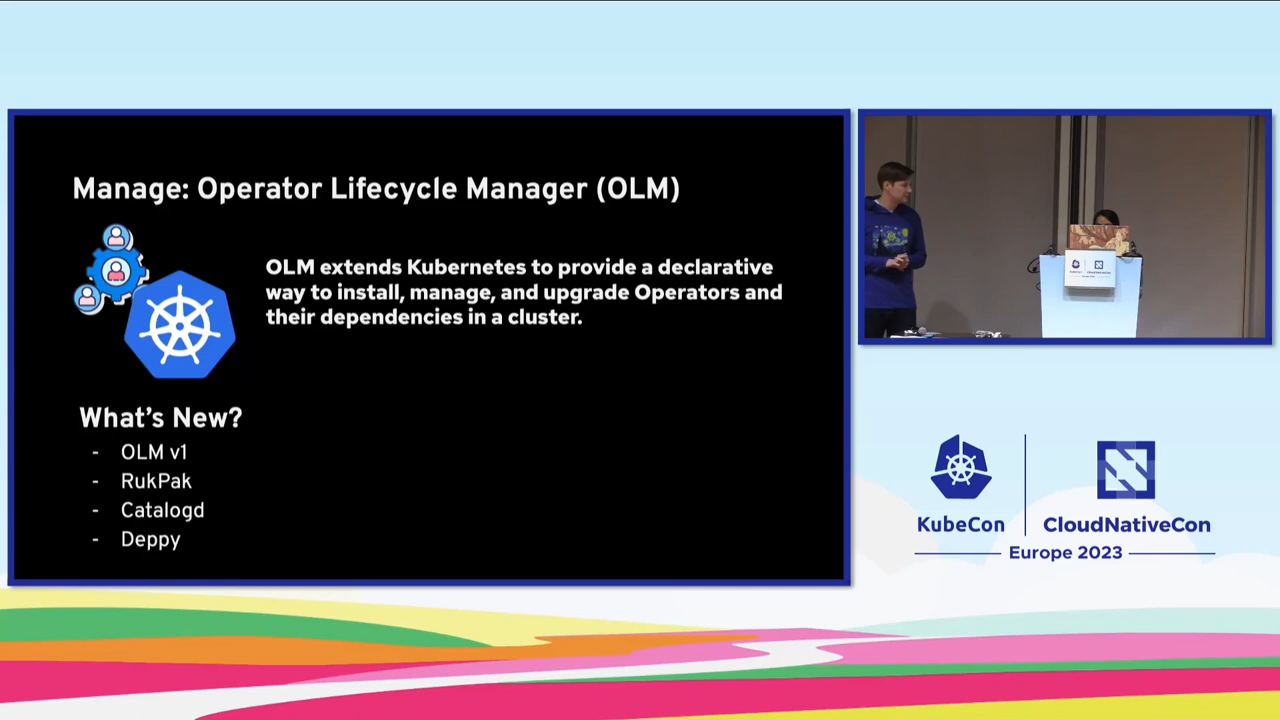 Manage: Operator Lifecycle Manager (OLM)
OLM extends Kubernetes to provide a declarative
way to install, manage, and upgrade Operators and
their dependencies in a cluster.
What's New?
- OLM v1
- RukPak
- Catalogd
- Deppy
KubeCon
CloudNativeCon
Europe 2023